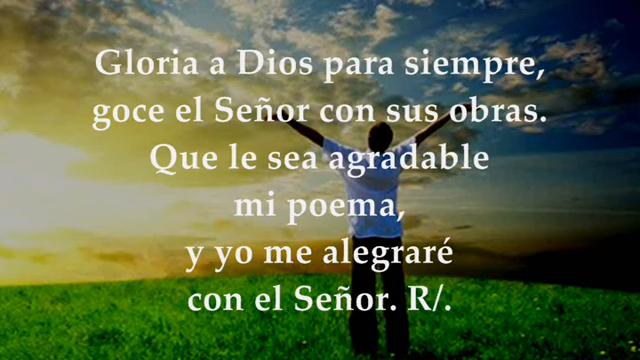 Gloria a Dios para siempre,
goce el Señor con sus obras.
Que le sea agradable
mi poema,
y yo me alegraré
con el Señor. R/.